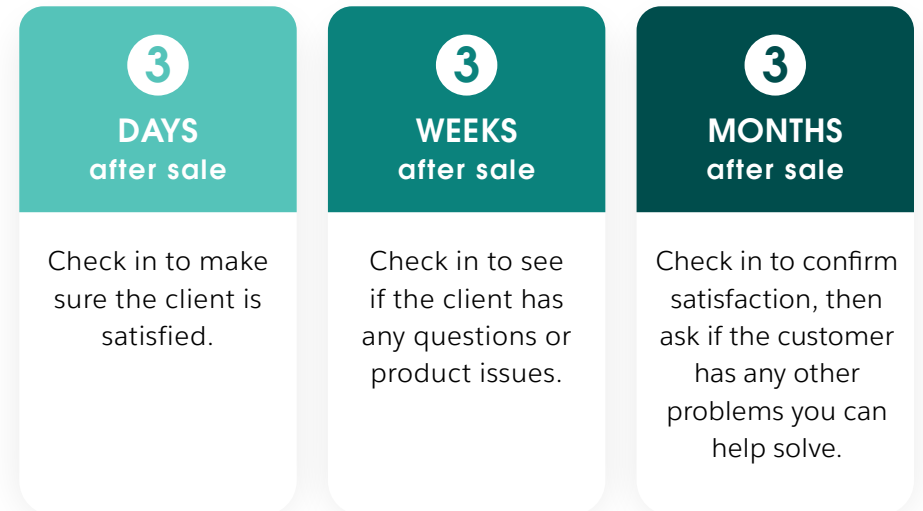 3
DAYS
after sale
Check in to make
sure the client is
satisfied.
3
WEEKS
after sale
Check in to see
if the client has
any questions or
product issues.
3
MONTHS
after sale
Check in to confirm
satisfaction, then
ask if the customer
has any other
problems you can
help solve.